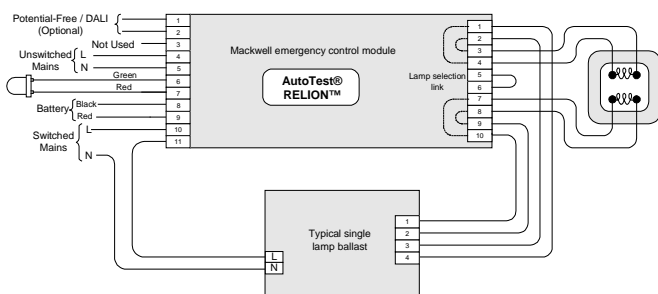 Potential-Free / DALI
(Optional)
Not Used
Unswitched
Mains
L
N
Green
Red
Battery
Black
Red
Switched
Mains
L
N
1
2
3
4
5
6
7
8
9
10
11
Mackwell emergency control module
AutoTest®
RELION™
Lamp selection
link
1
2
3
4
5
6
7
8
9
10
Typical single
lamp ballast
L
N
1
2
3
4